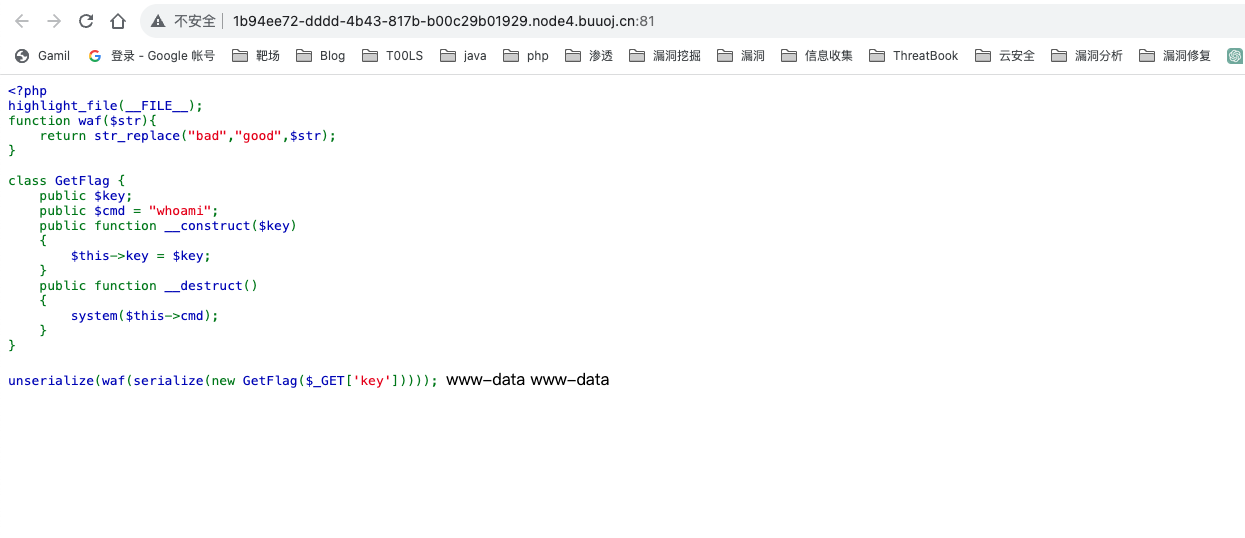 不安全 1b94ee72-dddd-4b43-817b-b00c29b01929.node4.buuoj.cn:81
Gamil 登录 - Google 帐号 靶场 Blog T00LS java php 渗透 漏洞挖掘 漏洞 信息收集 ThreatBook 云安全 漏洞分析 漏洞修复
<?php
highlight_file(__FILE__);
function waf($str){
    return str_replace("bad","good",$str);
}

class GetFlag {
    public $key;
    public $cmd = "whoami";
    public function __construct($key)
    {
        $this->key = $key;
    }
    public function __destruct()
    {
        system($this->cmd);
    }
}

unserialize(waf(serialize(new GetFlag($_GET['key'])))); www-data www-data